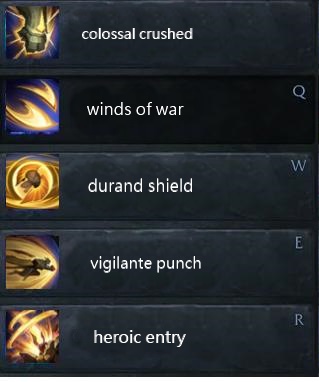 colossal crushed
Q
winds of war
W
durand shield
E
vigilante punch
R
heroic entry